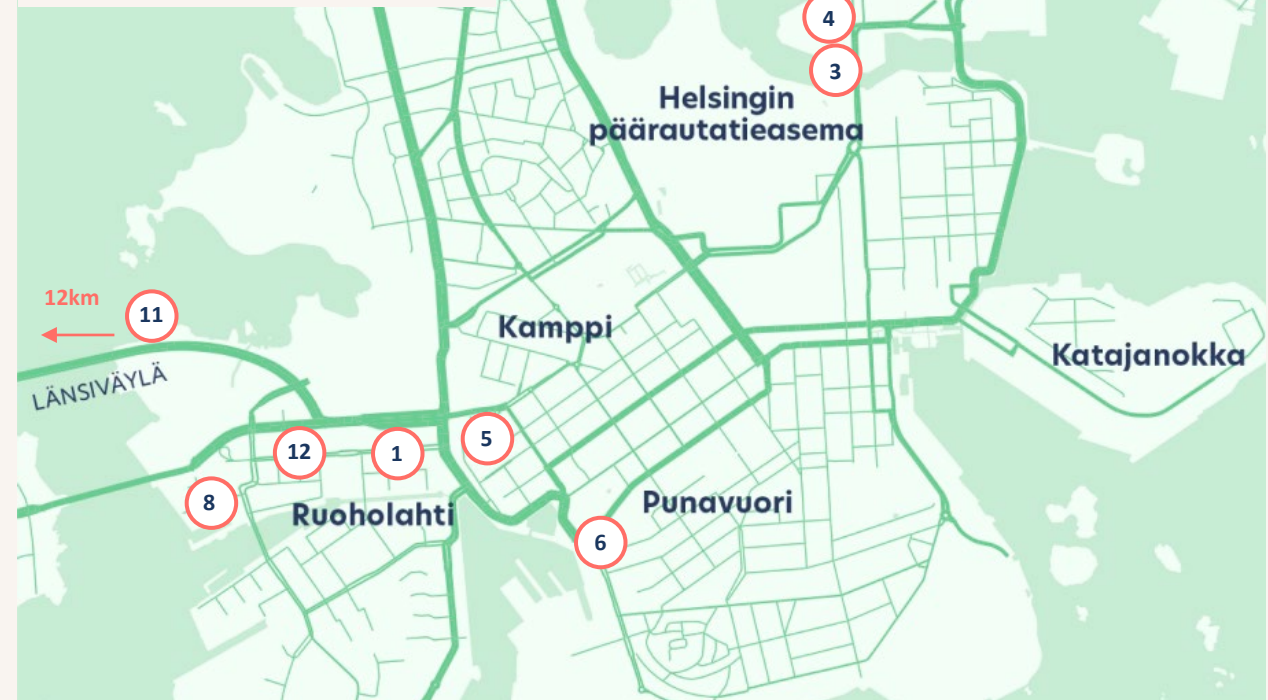 4
3
Helsingin
päärautatieasema
12km
11
Kamppi
Katajanokka
LÄNSIVÄYLÄ
5
12
1
8
Ruoholahti
Punavuori
6